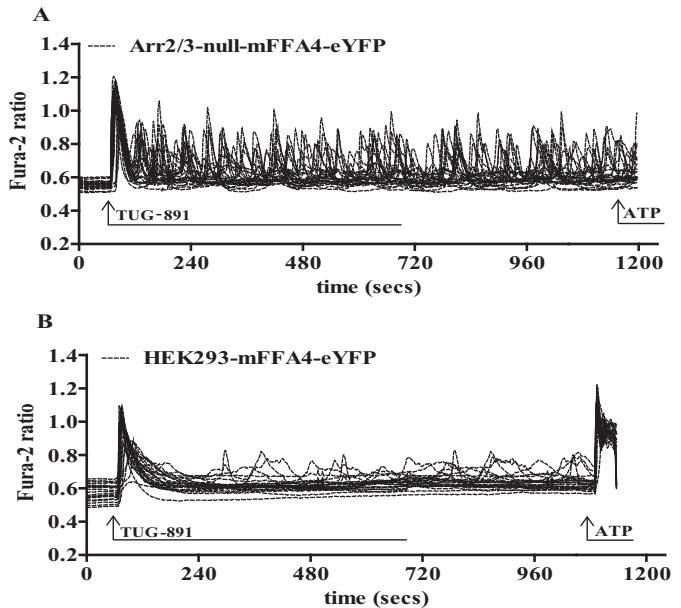 A
Arr2/3-null-mFFA4-eYFP
Fura-2 ratio
1.4
1.2
1.0
0.8
0.6
0.4
0.2
TUG-891
ATP
0 240 480 720 960 1200
time (secs)
B
HEK293-mFFA4-eYFP
Fura-2 ratio
1.4
1.2
1.0
0.8
0.6
0.4
0.2
TUG-891
ATP
0 240 480 720 960 1200
time (secs)